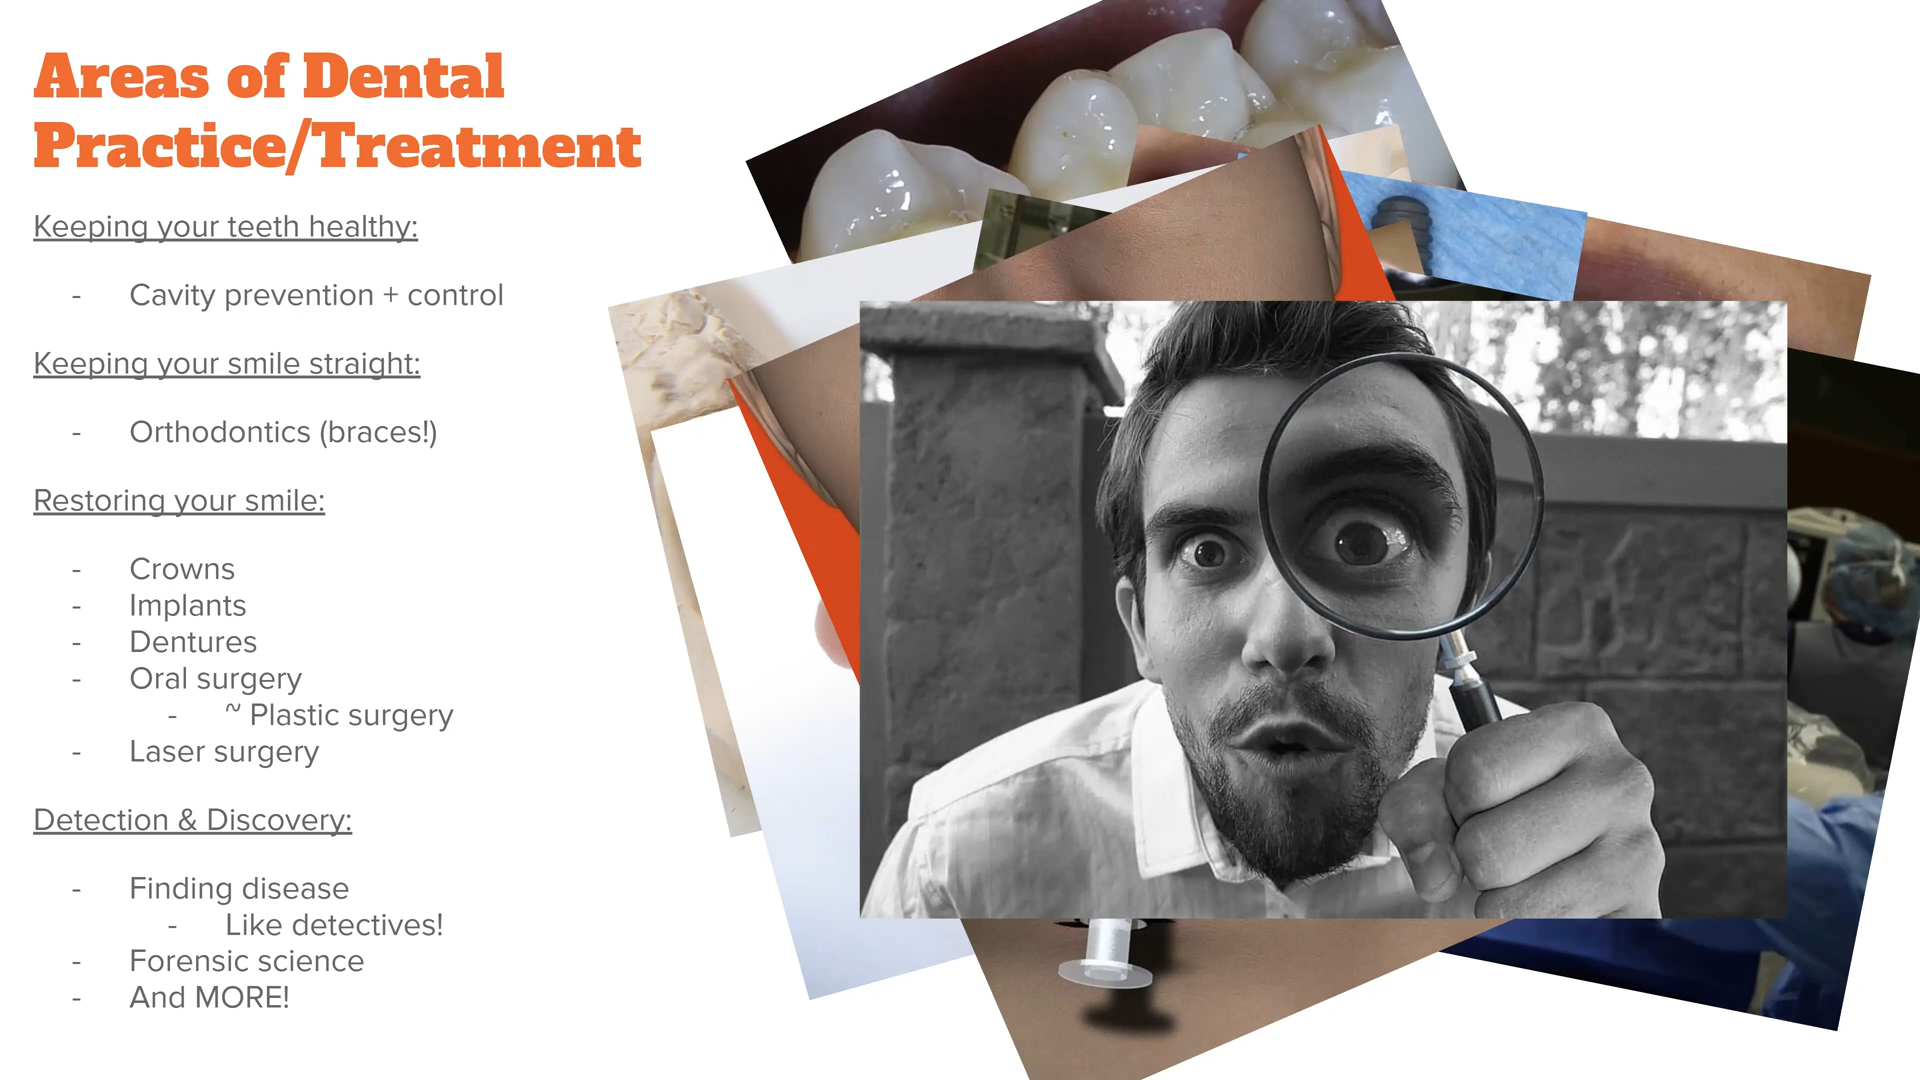 Areas of Dental
Practice/Treatment
Keeping your teeth healthy:
- Cavity prevention + control
Keeping your smile straight:
- Orthodontics (braces!)
Restoring your smile:
- Crowns
- Implants
- Dentures
- Oral surgery
- ~ Plastic surgery
- Laser surgery
Detection & Discovery:
- Finding disease
- Like detectives!
- Forensic science
- And MORE!